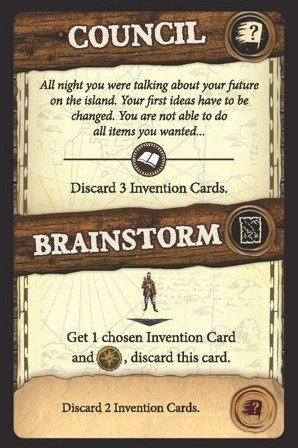 COUNCIL
All night you were talking about your future
on the island. Your first ideas have to be
changed. You are not able to do
all items you wanted...
Discard 3 Invention Cards.
BRAINSTORM
Get 1 chosen Invention Card
and , discard this card.
Discard 2 Invention Cards.